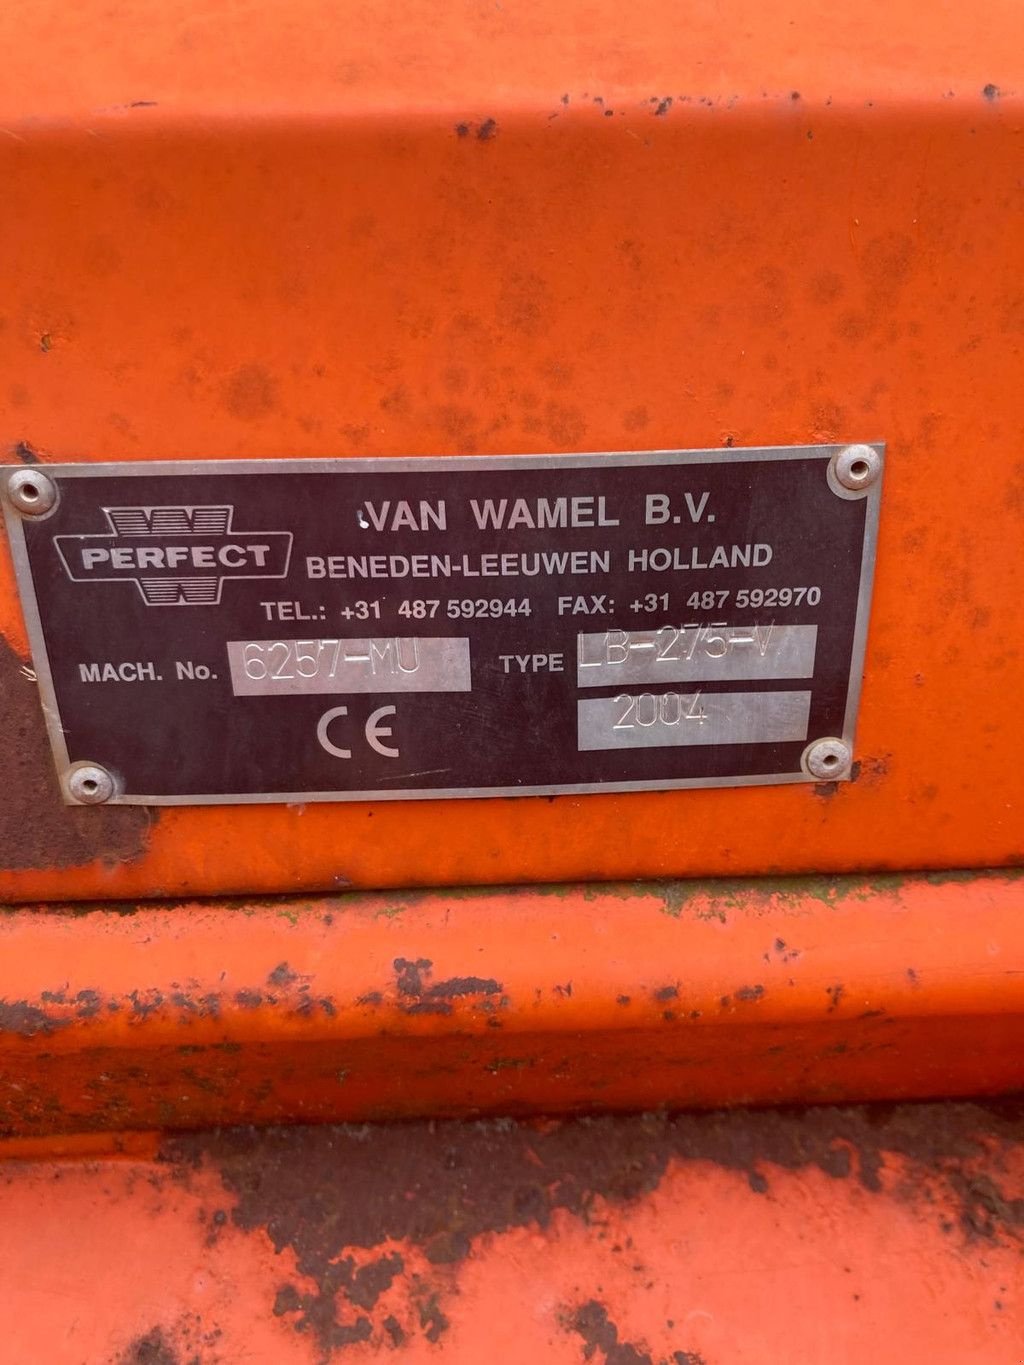 W
PERFECT
W
VAN WAMEL B.V.
BENEDEN-LEEUWEN HOLLAND
TEL.: +31 487 592944 FAX: +31 487 592970
MACH. No. 6257-MU TYPE LB-275-V
CE 2004